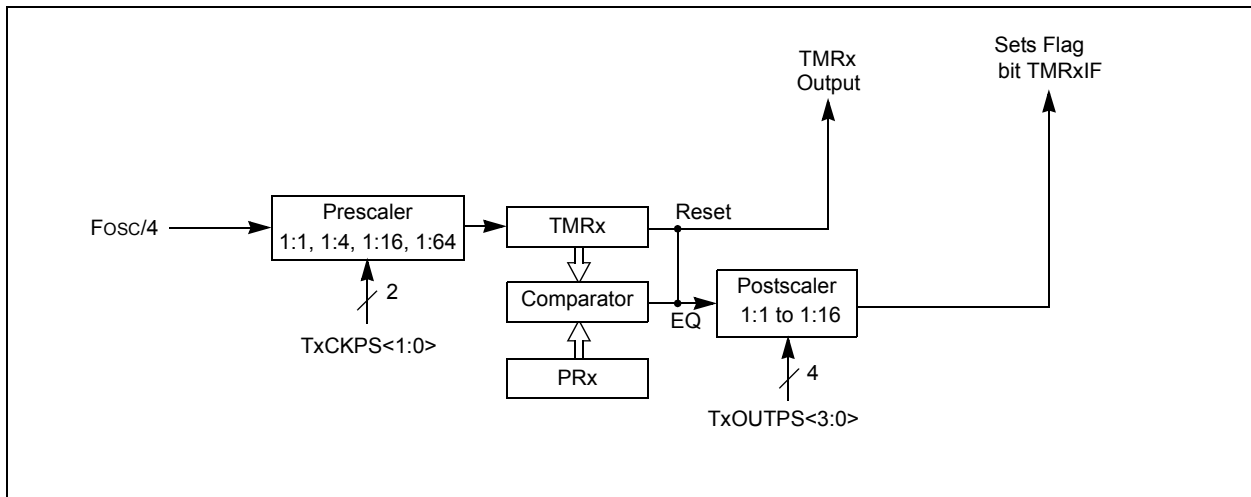 TMRx
Output
Sets Flag
bit TMRxIF
Fosc/4
Prescaler
1:1, 1:4, 1:16, 1:64
2
TxCKPS<1:0>
TMRx
Reset
Comparator
EQ
PRx
Postscaler
1:1 to 1:16
4
TxOUTPS<3:0>